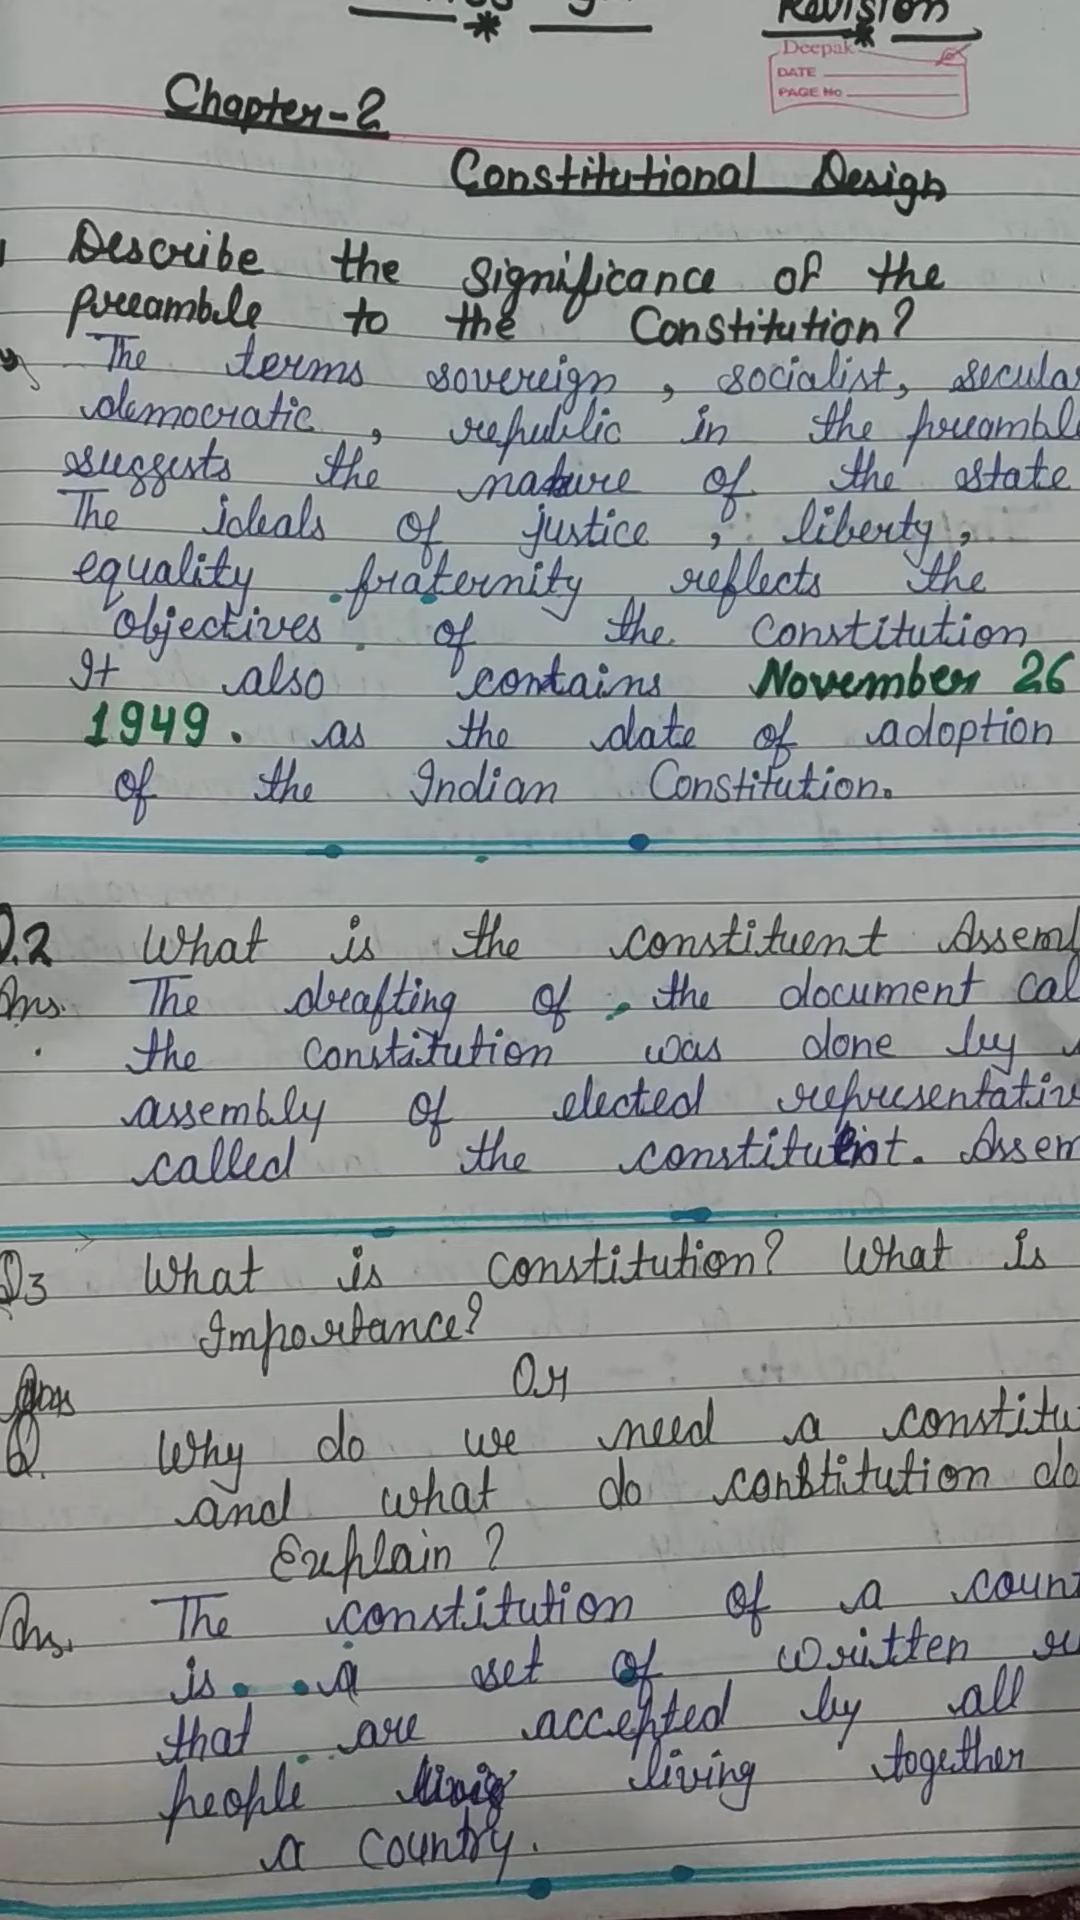 Revision
Deepak
DATE
PAGE No
Chapter-2
Constitutional Design
Describe the significance of the
preamble to the Constitution?
The terms sovereign, socialist, secula
democratic, republic in the preambl
suggests the nature of the state
The ideals of justice, liberty,
equality fraternity reflects the
objectives of the constitution
It also contains November 26
1949. as the date of adoption
of the Indian Constitution.
Q.2 What is the constituent Assem
Ans. The drafting of the document cal
the constitution was done by
assembly of elected representativ
called the constituent. Assem
Q3 What is constitution? What is
Importance?
Or
Q. Why do we need a constitu
and what do constitution do
Explain?
Ans. The constitution of a coun
is a set of written ru
that are accepted by all
people living together
a country.